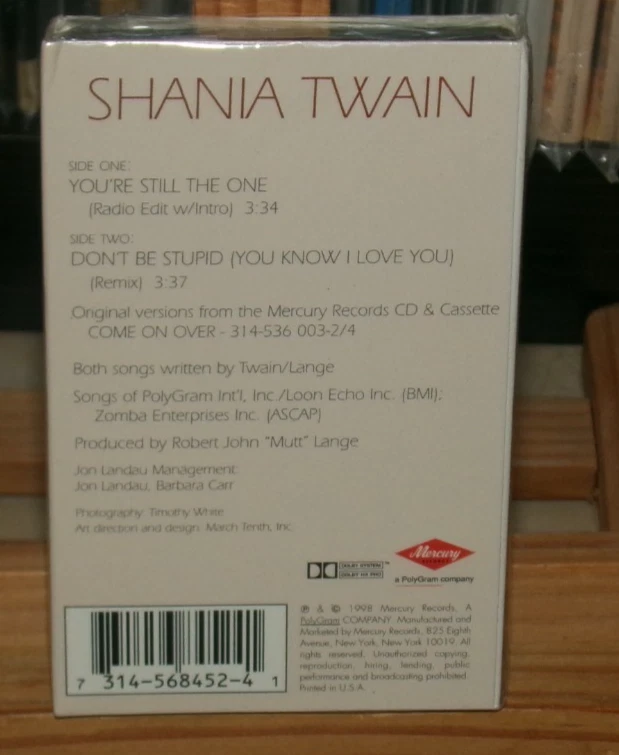 SHANIA TWAIN
SIDE ONE:
YOU'RE STILL THE ONE
(Radio Edit w/Intro) 3:34
SIDE TWO:
DON'T BE STUPID (YOU KNOW I LOVE YOU)
(Remix) 3:37
Original versions from the Mercury Records CD & Cassette
COME ON OVER - 314-536 003-2/4
Both songs written by Twain/Lange
Songs of PolyGram Int'l, Inc./Loon Echo Inc. (BMI);
Zomba Enterprises Inc. (ASCAP)
Produced by Robert John "Mutt" Lange
Jon Landau Management:
Jon Landau, Barbara Carr
Photography: Timothy White
Art direction and design: March Tenth, Inc.
Mercury
RECORDS
DOLBY SYSTEM
DOLBY HX PRO
a PolyGram company
℗ & © 1998 Mercury Records, A
PolyGram COMPANY. Manufactured and
Marketed by Mercury Records, 825 Eighth
Avenue, New York, New York 10019. All
rights reserved. Unauthorized copying,
reproduction, hiring, lending, public
performance and broadcasting prohibited.
Printed in U.S.A.
7 314-568452-4 1